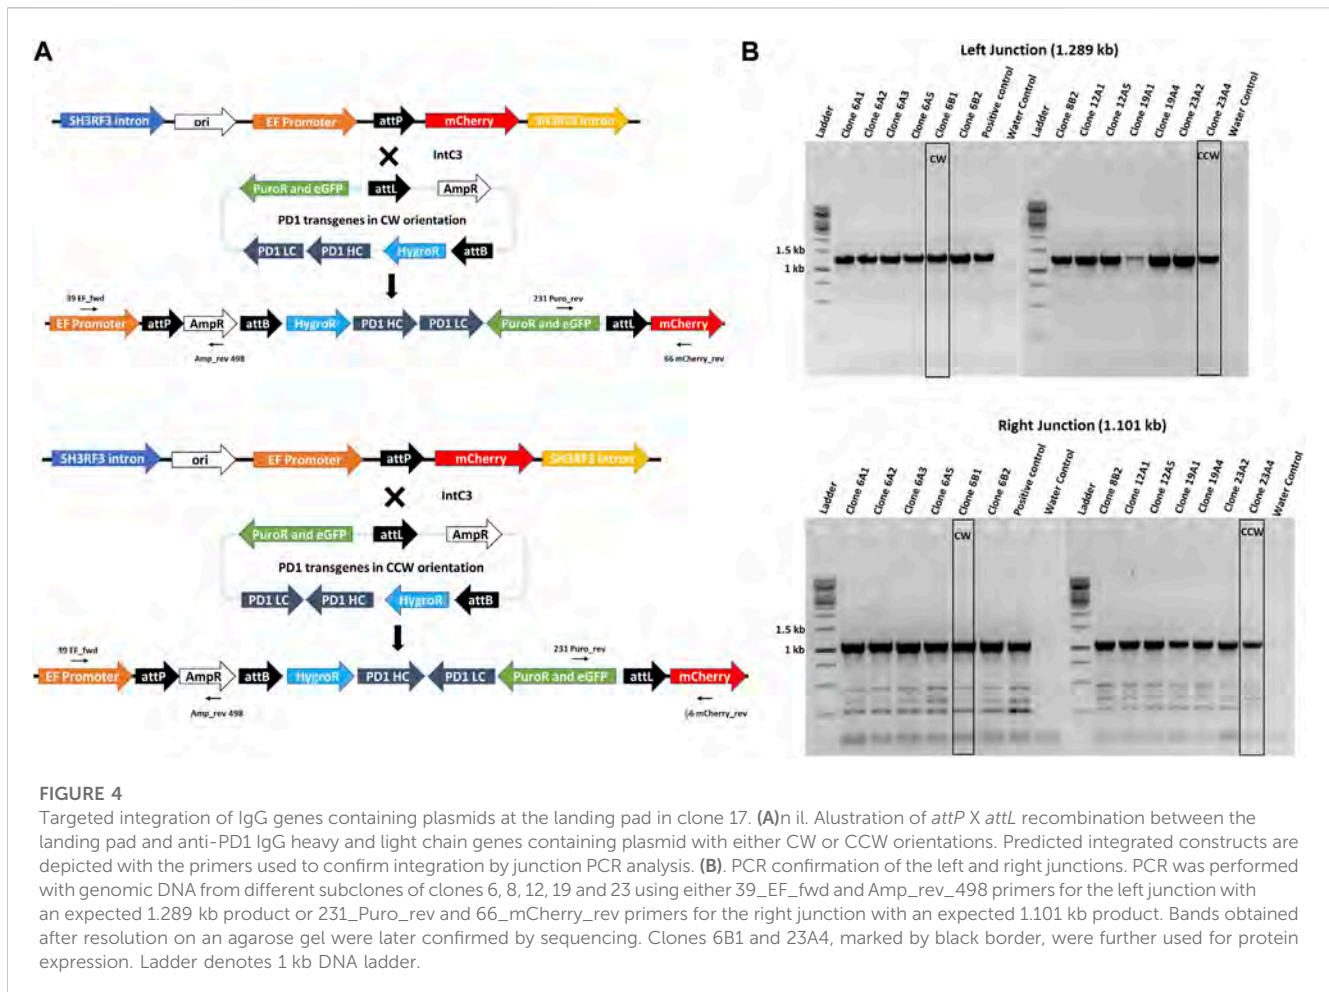 A
SH3RF3 intron
ori
EF Promoter
attP
mCherry
SH3RF3 intron
IntC3
PuroR and eGFP
attL
AmpR
PD1 transgenes in CW orientation
PD1 LC
PD1 HC
HygroR
attB
39 EF_fwd
231 Puro_rev
EF Promoter
attP
AmpR
attB
HygroR
PD1 HC
PD1 LC
PuroR and eGFP
attL
mCherry
Amp_rev 498
66 mCherry_rev
SH3RF3 intron
ori
EF Promoter
attP
mCherry
SH3RF3 intron
IntC3
PuroR and eGFP
attL
AmpR
PD1 transgenes in CCW orientation
PD1 LC
PD1 HC
HygroR
attB
39 EF_fwd
231 Puro_rev
EF Promoter
attP
AmpR
attB
HygroR
PD1 HC
PD1 LC
PuroR and eGFP
attL
mCherry
Amp_rev 498
mCherry_rev
B
Left Junction (1.289 kb)
Ladder
Clone 6A1
Clone 6A2
Clone 6A3
Clone 6A5
Clone 6B1
Clone 6B2
Positive control
Water Control
Ladder
Clone 8B2
Clone 12A1
Clone 12A5
Clone 19A1
Clone 19A4
Clone 23A2
Clone 23A4
Water Control
CW
CCW
1.5 kb
1 kb
Right Junction (1.101 kb)
Ladder
Clone 6A1
Clone 6A2
Clone 6A3
Clone 6A5
Clone 6B1
Clone 6B2
Positive control
Water Control
Ladder
Clone 8B2
Clone 12A1
Clone 12A5
Clone 19A1
Clone 19A4
Clone 23A2
Clone 23A4
Water Control
CW
CCW
1.5 kb
1 kb
FIGURE 4
Targeted integration of IgG genes containing plasmids at the landing pad in clone 17. (A)n il. Alustration of attP X attL recombination between the
landing pad and anti-PD1 IgG heavy and light chain genes containing plasmid with either CW or CCW orientations. Predicted integrated constructs are
depicted with the primers used to confirm integration by junction PCR analysis. (B). PCR confirmation of the left and right junctions. PCR was performed
with genomic DNA from different subclones of clones 6, 8, 12, 19 and 23 using either 39_EF_fwd and Amp_rev_498 primers for the left junction with
an expected 1.289 kb product or 231_Puro_rev and 66_mCherry_rev primers for the right junction with an expected 1.101 kb product. Bands obtained
after resolution on an agarose gel were later confirmed by sequencing. Clones 6B1 and 23A4, marked by black border, were further used for protein
expression. Ladder denotes 1 kb DNA ladder.